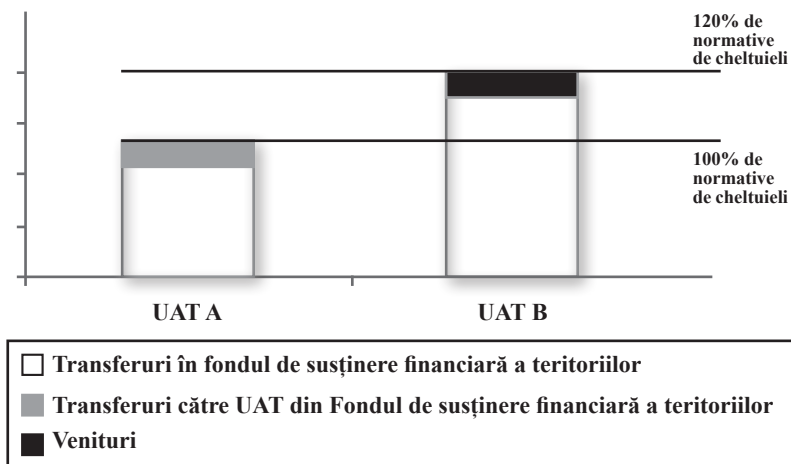 120% de
normative
de cheltuieli
100% de
normative
de cheltuieli
UAT A
UAT B
Transferuri în fondul de susținere financiară a teritoriilor
Transferuri către UAT din Fondul de susținere financiară a teritoriilor
Venituri